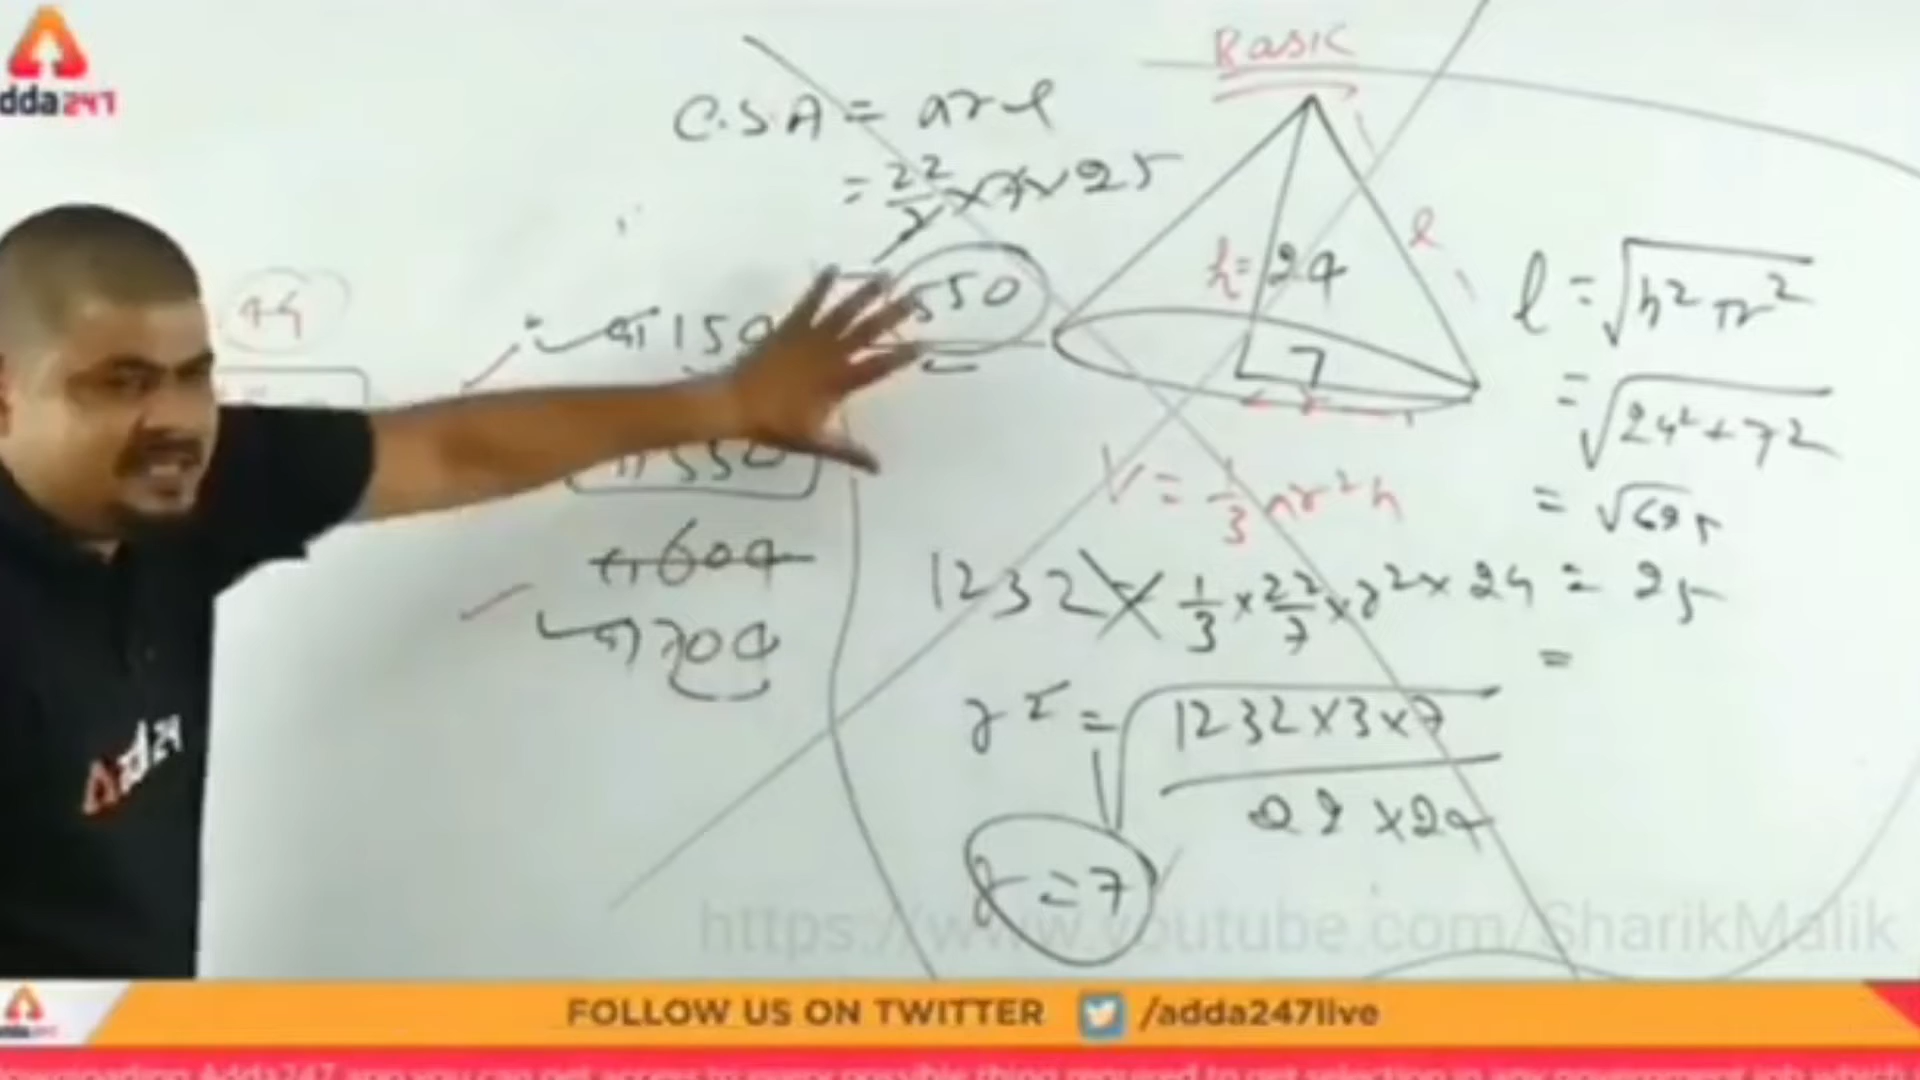 adda247
Basic
C.S.A = πrl
= 22/7 × 7 × 25
550
150
550
604
704
h = 24
l
7
l = √h² + r²
= √24² + 7²
= √625
= 25
=
V = 1/3 πr²h
1232 = 1/3 × 22/7 × r² × 24
r² = √1232 × 3 × 7 / 22 × 24
r = 7
https://www.youtube.com/SharikMalik
FOLLOW US ON TWITTER /adda247live